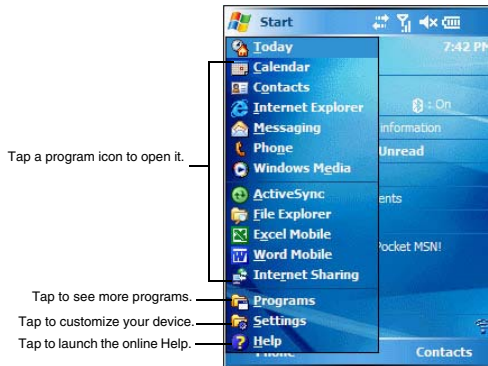 Start
Today
7:42 PM
Calendar
Contacts
Internet Explorer
: On
Messaging
information
Tap a program icon to open it.
Phone
Unread
Windows Media
ActiveSync
ents
File Explorer
Excel Mobile
Word Mobile
Pocket MSN!
Internet Sharing
Tap to see more programs.
Programs
Tap to customize your device.
Settings
Tap to launch the online Help.
Help
Phone
Contacts